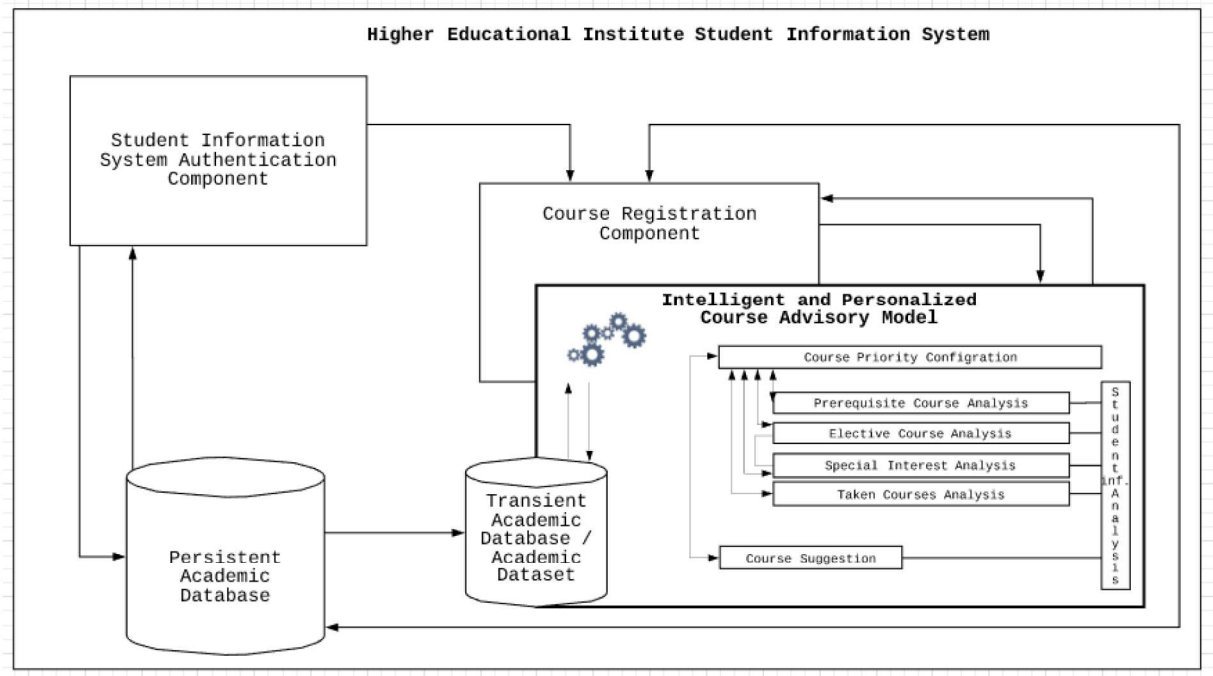 Higher Educational Institute Student Information System
Student Information
System Authentication
Component
Course Registration
Component
Intelligent and Personalized
Course Advisory Model
Course Priority Configration
Prerequisite Course Analysis
Elective Course Analysis
Special Interest Analysis
Taken Courses Analysis
Course Suggestion
Student
inf.
Analysis
Transient
Academic
Database /
Academic
Dataset
Persistent
Academic
Database